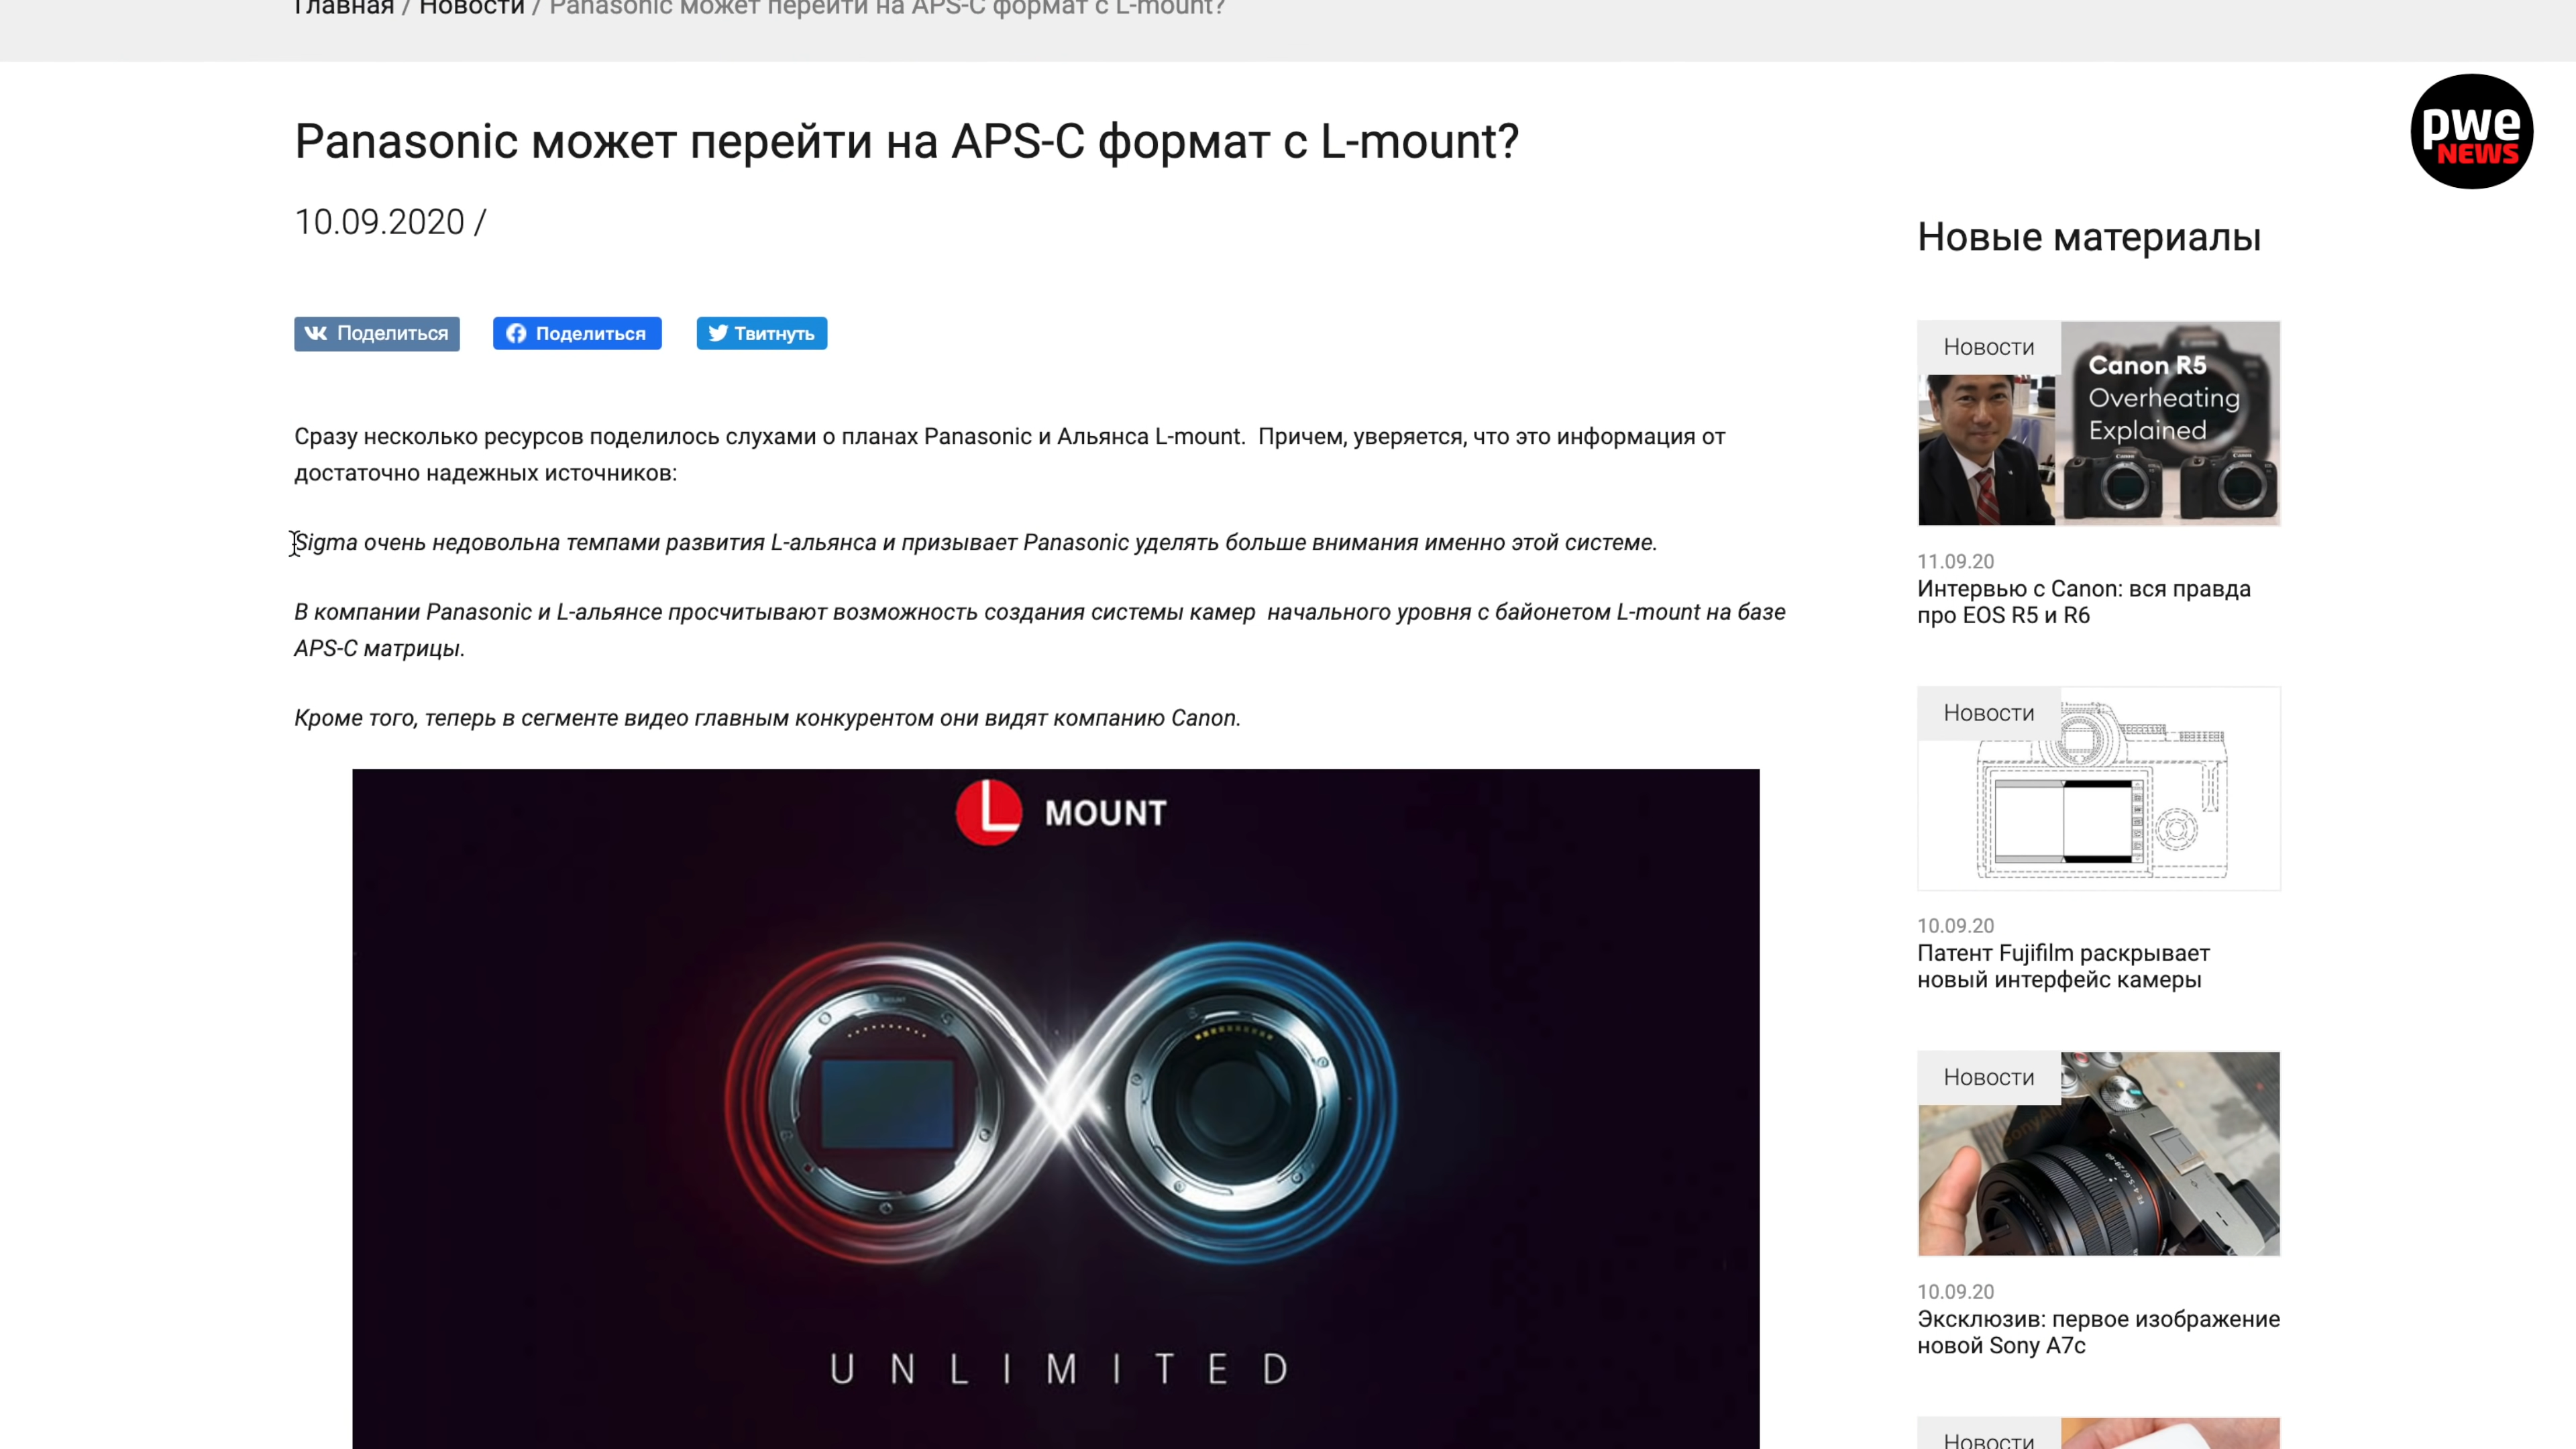 Главная / Новости / Panasonic может перейти на APS-C формат с L-mount?
pwe
NEWS
Panasonic может перейти на APS-C формат с L-mount?
10.09.2020 /
Поделиться
Поделиться
Твитнуть
Сразу несколько ресурсов поделилось слухами о планах Panasonic и Альянса L-mount. Причем, уверяется, что это информация от
достаточно надежных источников:
Sigma очень недовольна темпами развития L-альянса и призывает Panasonic уделять больше внимания именно этой системе.
В компании Panasonic и L-альянсе просчитывают возможность создания системы камер начального уровня с байонетом L-mount на базе
APS-C матрицы.
Кроме того, теперь в сегменте видео главным конкурентом они видят компанию Canon.
L MOUNT
UNLIMITED
Новые материалы
Новости
Canon R5
Overheating
Explained
11.09.20
Интервью с Canon: вся правда
про EOS R5 и R6
Новости
10.09.20
Патент Fujifilm раскрывает
новый интерфейс камеры
Новости
10.09.20
Эксклюзив: первое изображение
новой Sony A7c
Новости